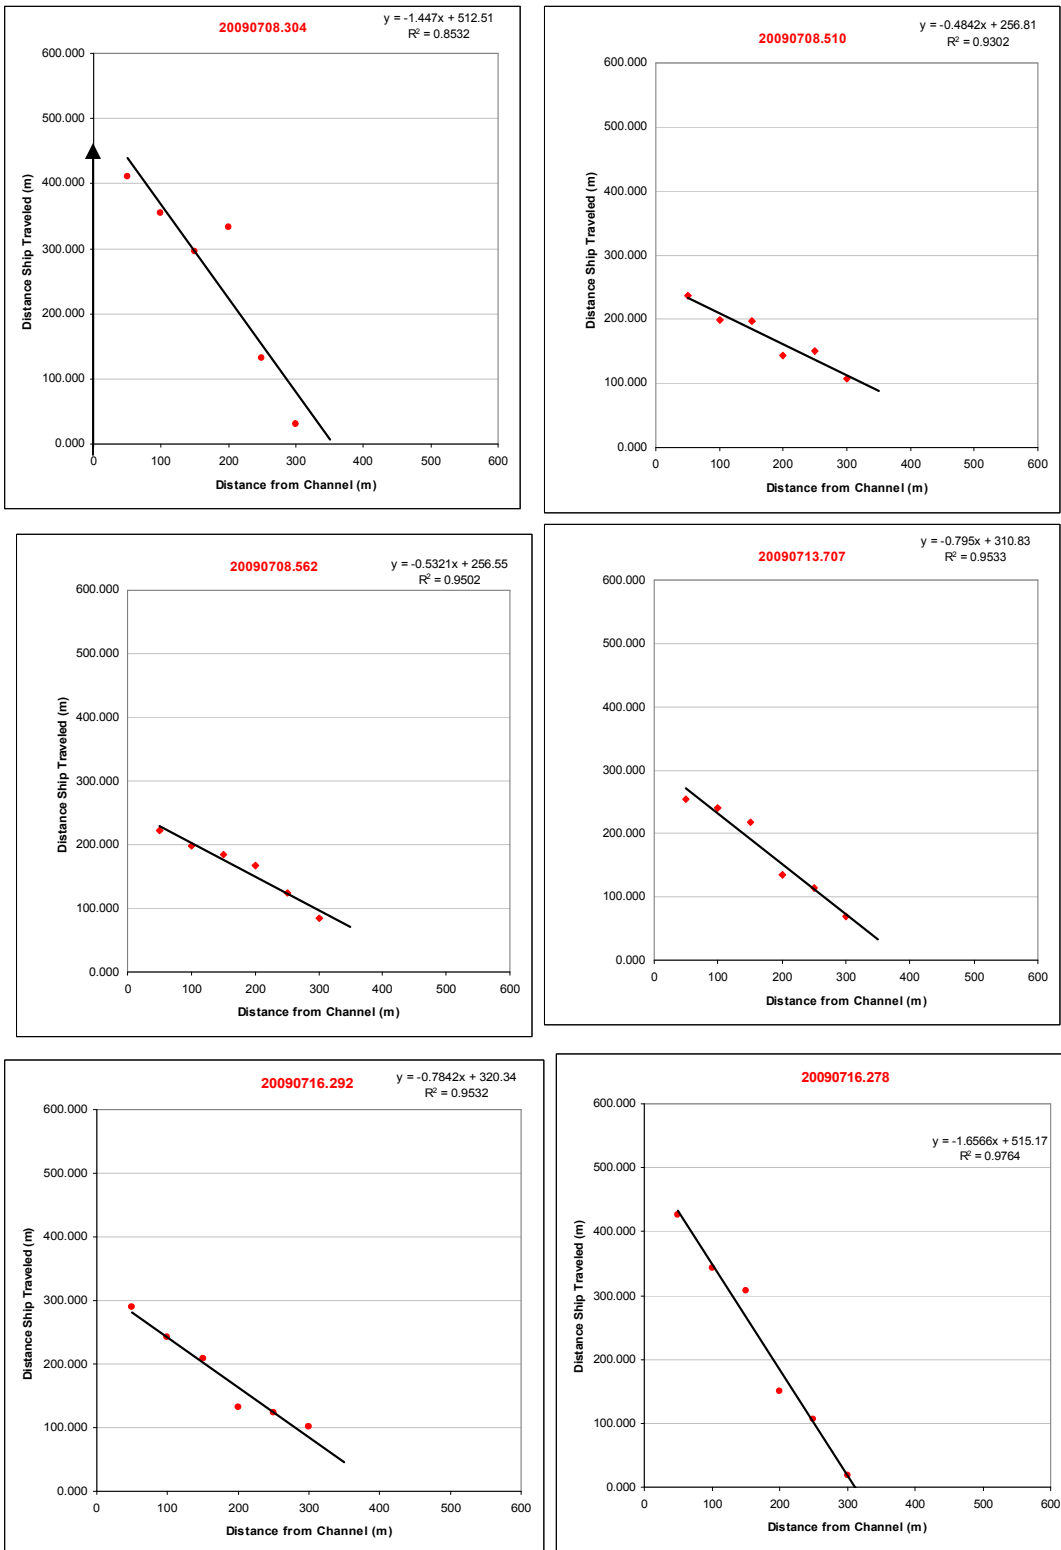 20090708.304
y = -1.447x + 512.51
R² = 0.8532
600.000
500.000
400.000
300.000
200.000
100.000
0.000
Distance Ship Traveled (m)
0 100 200 300 400 500 600
Distance from Channel (m)
20090708.510
y = -0.4842x + 256.81
R² = 0.9302
600.000
500.000
400.000
300.000
200.000
100.000
0.000
Distance Ship Traveled (m)
0 100 200 300 400 500 600
Distance from Channel (m)
20090708.562
y = -0.5321x + 256.55
R² = 0.9502
600.000
500.000
400.000
300.000
200.000
100.000
0.000
Distance Ship Traveled (m)
0 100 200 300 400 500 600
Distance from Channel (m)
20090713.707
y = -0.795x + 310.83
R² = 0.9533
600.000
500.000
400.000
300.000
200.000
100.000
0.000
Distance Ship Traveled (m)
0 100 200 300 400 500 600
Distance from Channel (m)
20090716.292
y = -0.7842x + 320.34
R² = 0.9532
600.000
500.000
400.000
300.000
200.000
100.000
0.000
Distance Ship Traveled (m)
0 100 200 300 400 500 600
Distance from Channel (m)
20090716.278
y = -1.6566x + 515.17
R² = 0.9764
600.000
500.000
400.000
300.000
200.000
100.000
0.000
Distance Ship Traveled (m)
0 100 200 300 400 500 600
Distance from Channel (m)